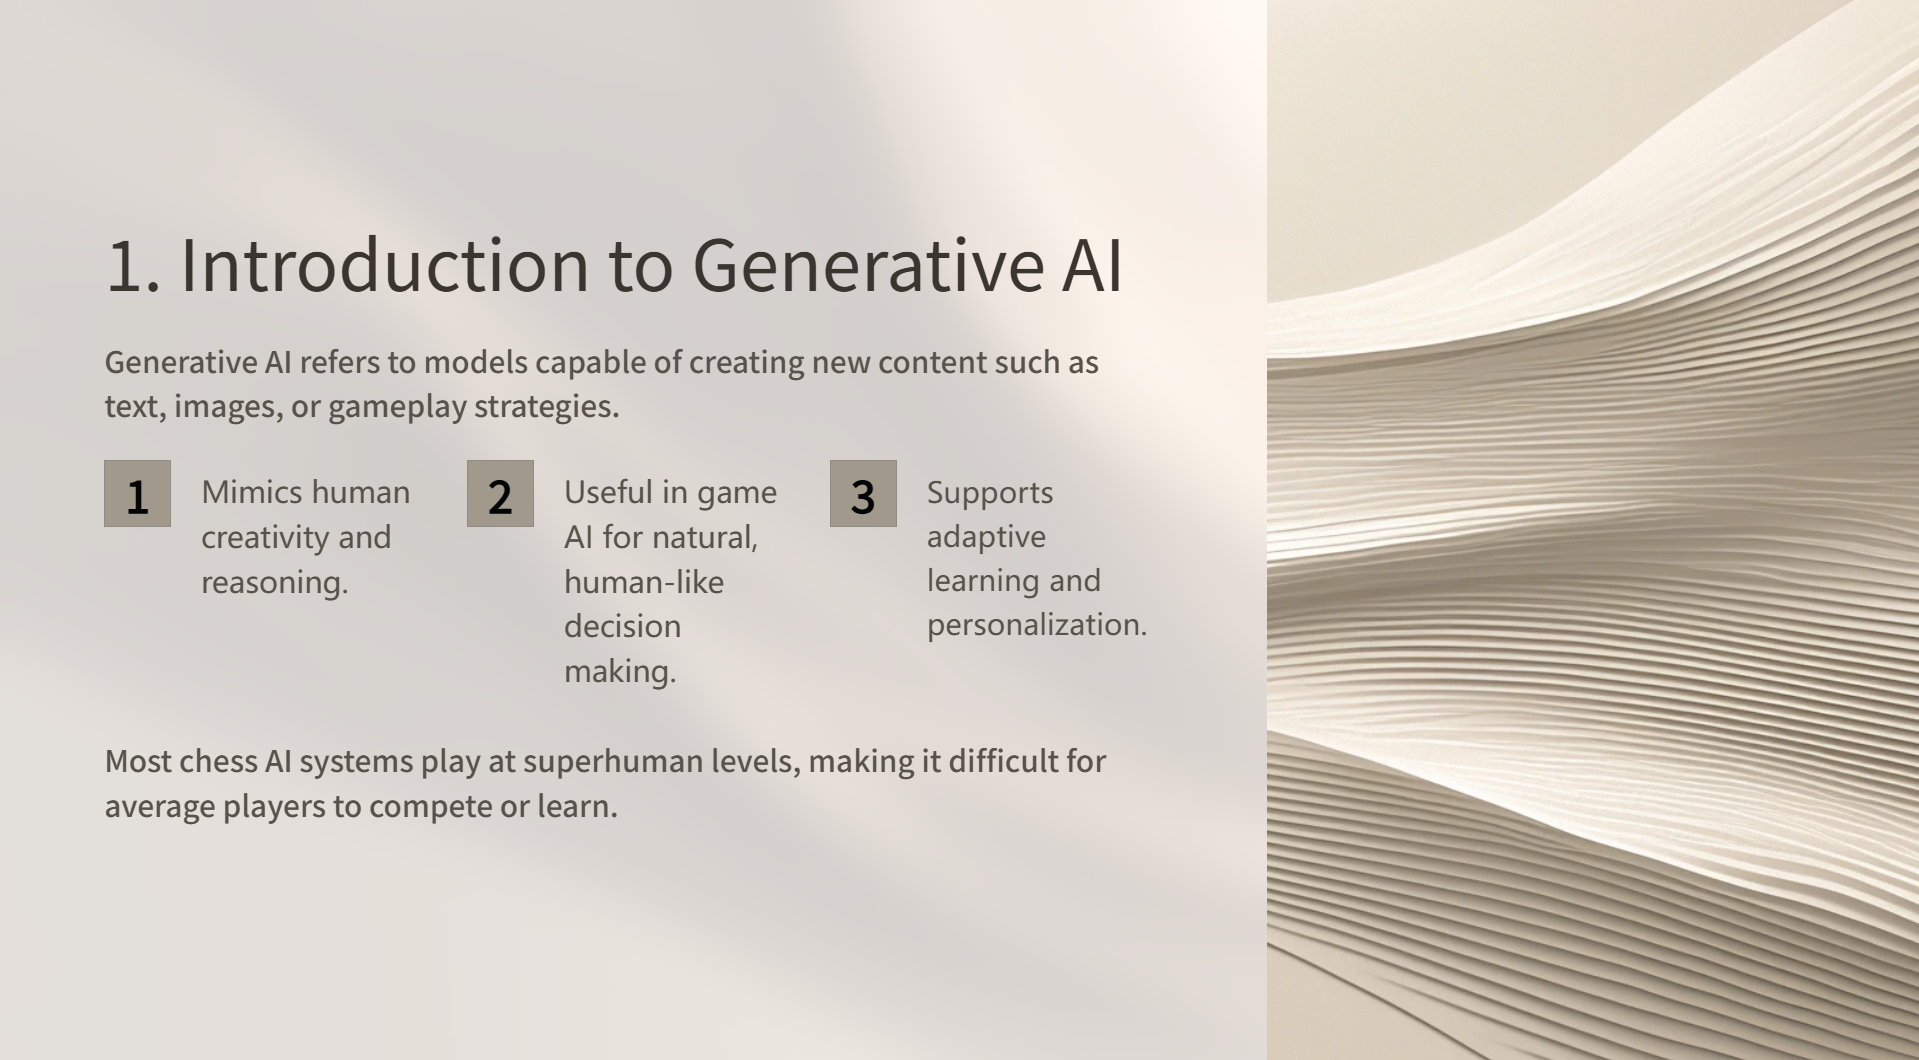 1. Introduction to Generative AI
Generative AI refers to models capable of creating new content such as
text, images, or gameplay strategies.
1
Mimics human
creativity and
reasoning.
2
Useful in game
AI for natural,
human-like
decision
making.
3
Supports
adaptive
learning and
personalization.
Most chess AI systems play at superhuman levels, making it difficult for
average players to compete or learn.